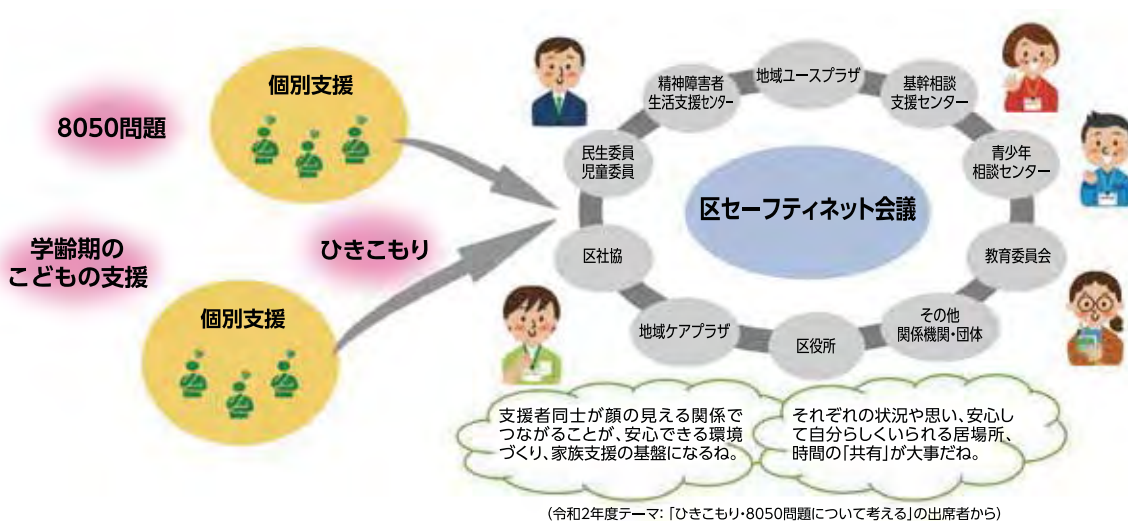 8050問題
個別支援
学齢期の
こどもの支援
ひきこもり
個別支援
区セーフティネット会議
地域ユースプラザ
基幹相談
支援センター
青少年
相談センター
教育委員会
その他
関係機関・団体
区役所
地域ケアプラザ
区社協
民生委員
児童委員
精神障害者
生活支援センター
支援者同士が顔の見える関係で
つながることが、安心できる環境
づくり、家族支援の基盤になるね。
それぞれの状況や思い、安心し
て自分らしくいられる居場所、
時間の「共有」が大事だね。
(令和2年度テーマ：「ひきこもり・8050問題について考える」の出席者から)